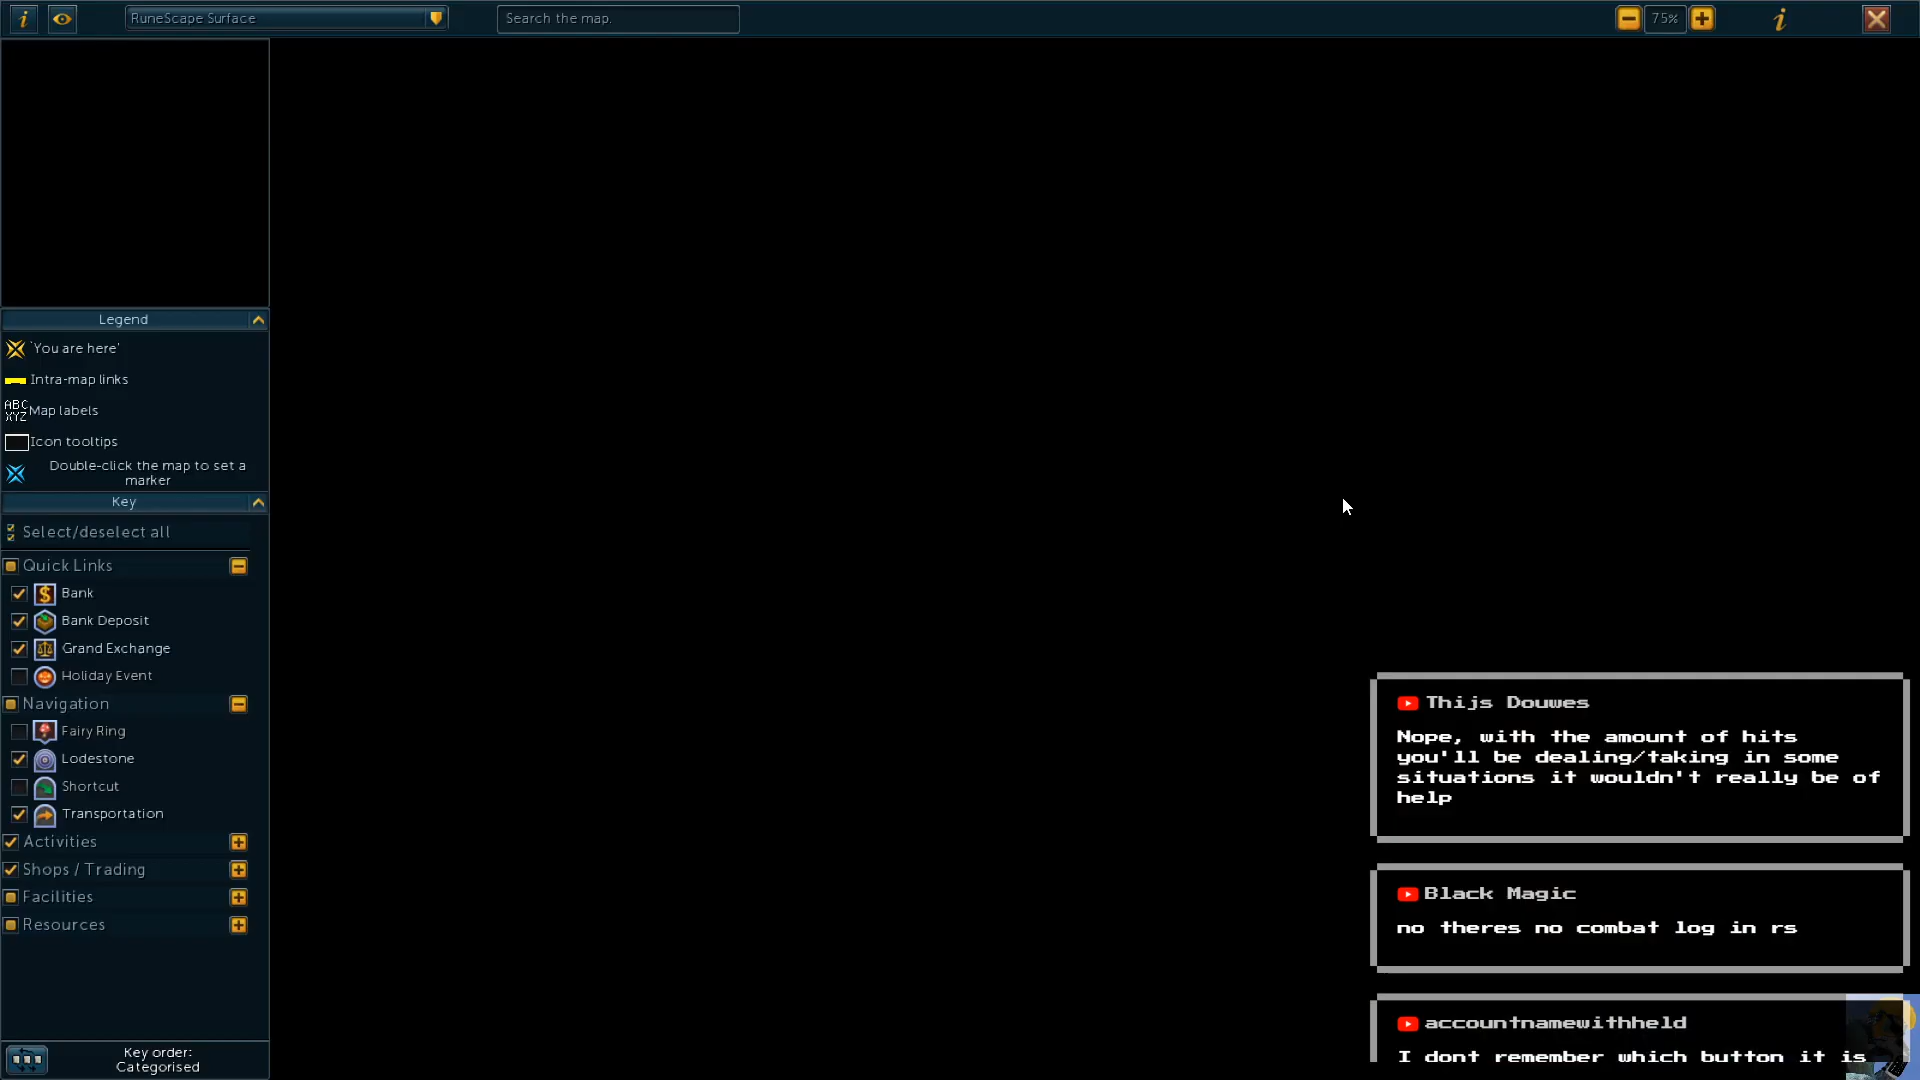 RuneScape Surface
Search the map.
75%
Legend
'You are here'
Intra-map links
ABC
XYZ
Map labels
Icon tooltips
Double-click the map to set a
marker
Key
Select/deselect all
Quick Links
Bank
Bank Deposit
Grand Exchange
Holiday Event
Navigation
Fairy Ring
Lodestone
Shortcut
Transportation
Activities
Shops / Trading
Facilities
Resources
Key order:
Categorised
Thijs Douwes
Nope, with the amount of hits
you'll be dealing/taking in some
situations it wouldn't really be of
help
Black Magic
no theres no combat log in rs
accountnamewithheld
I dont remember which button it is